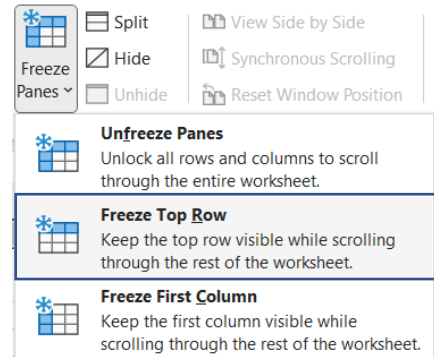 Freeze
Panes
Split
Hide
Unhide
View Side by Side
Synchronous Scrolling
Reset Window Position
Unfreeze Panes
Unlock all rows and columns to scroll
through the entire worksheet.
Freeze Top Row
Keep the top row visible while scrolling
through the rest of the worksheet.
Freeze First Column
Keep the first column visible while
scrolling through the rest of the worksheet.